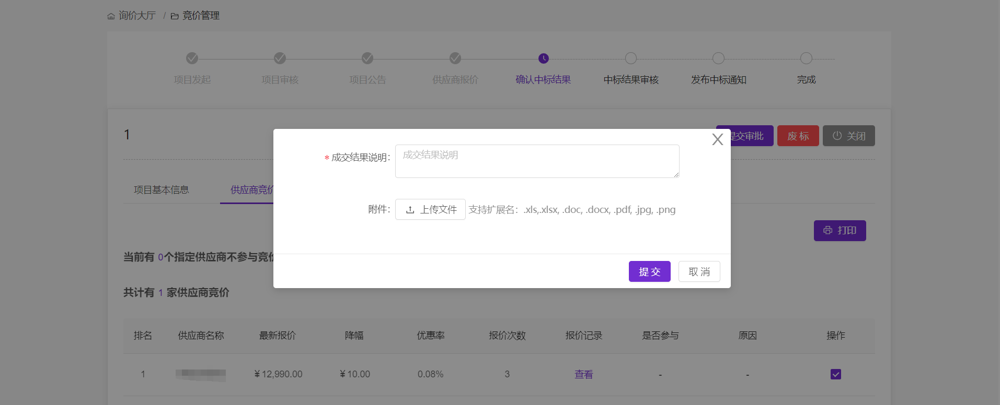 询价大厅 / 竞价管理
项目发起 项目审核 项目公告 供应商报价 确认中标结果 中标结果审核 发布中标通知 完成
1
提交审批 废 标 关闭
* 成交结果说明: 成交结果说明
项目基本信息 供应商竞价
附件: 上传文件 支持扩展名: .xls,.xlsx, .doc, .docx, .pdf, .jpg, .png
打印
当前有 0个指定供应商不参与竞价
提 交 取 消
共计有 1 家供应商竞价
排名 供应商名称 最新报价 降幅 优惠率 报价次数 报价记录 是否参与 原因 操作
1 ¥ 12,990.00 ¥ 10.00 0.08% 3 查看 - -